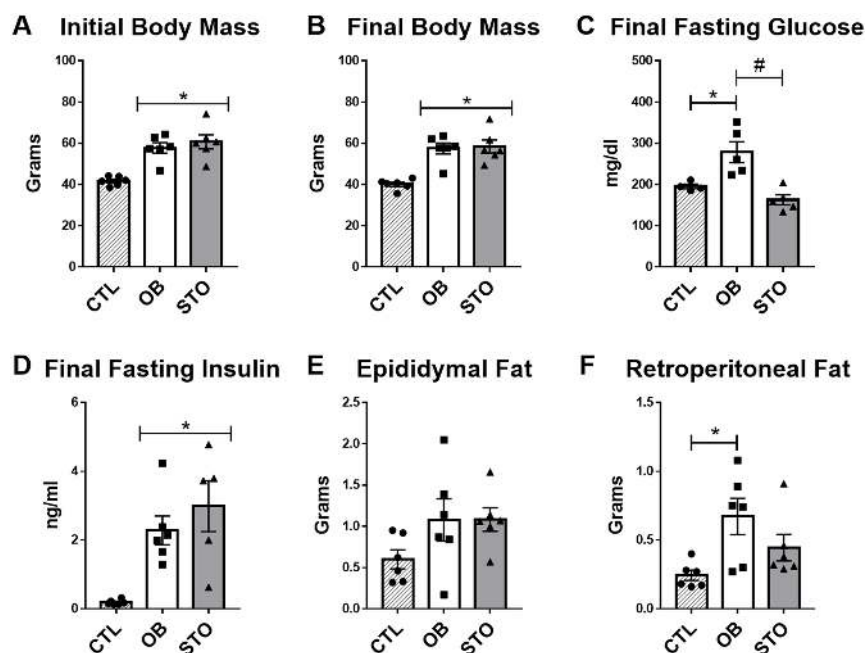 A Initial Body Mass
Grams
100
80
60
40
20
0
*
CTL
OB
STO
B Final Body Mass
Grams
100
80
60
40
20
0
*
CTL
OB
STO
C Final Fasting Glucose
mg/dl
500
400
300
200
100
0
*
#
CTL
OB
STO
D Final Fasting Insulin
ng/ml
6
4
2
0
*
CTL
OB
STO
E Epididymal Fat
Grams
2.5
2.0
1.5
1.0
0.5
0.0
CTL
OB
STO
F Retroperitoneal Fat
Grams
1.5
1.0
0.5
0.0
*
CTL
OB
STO